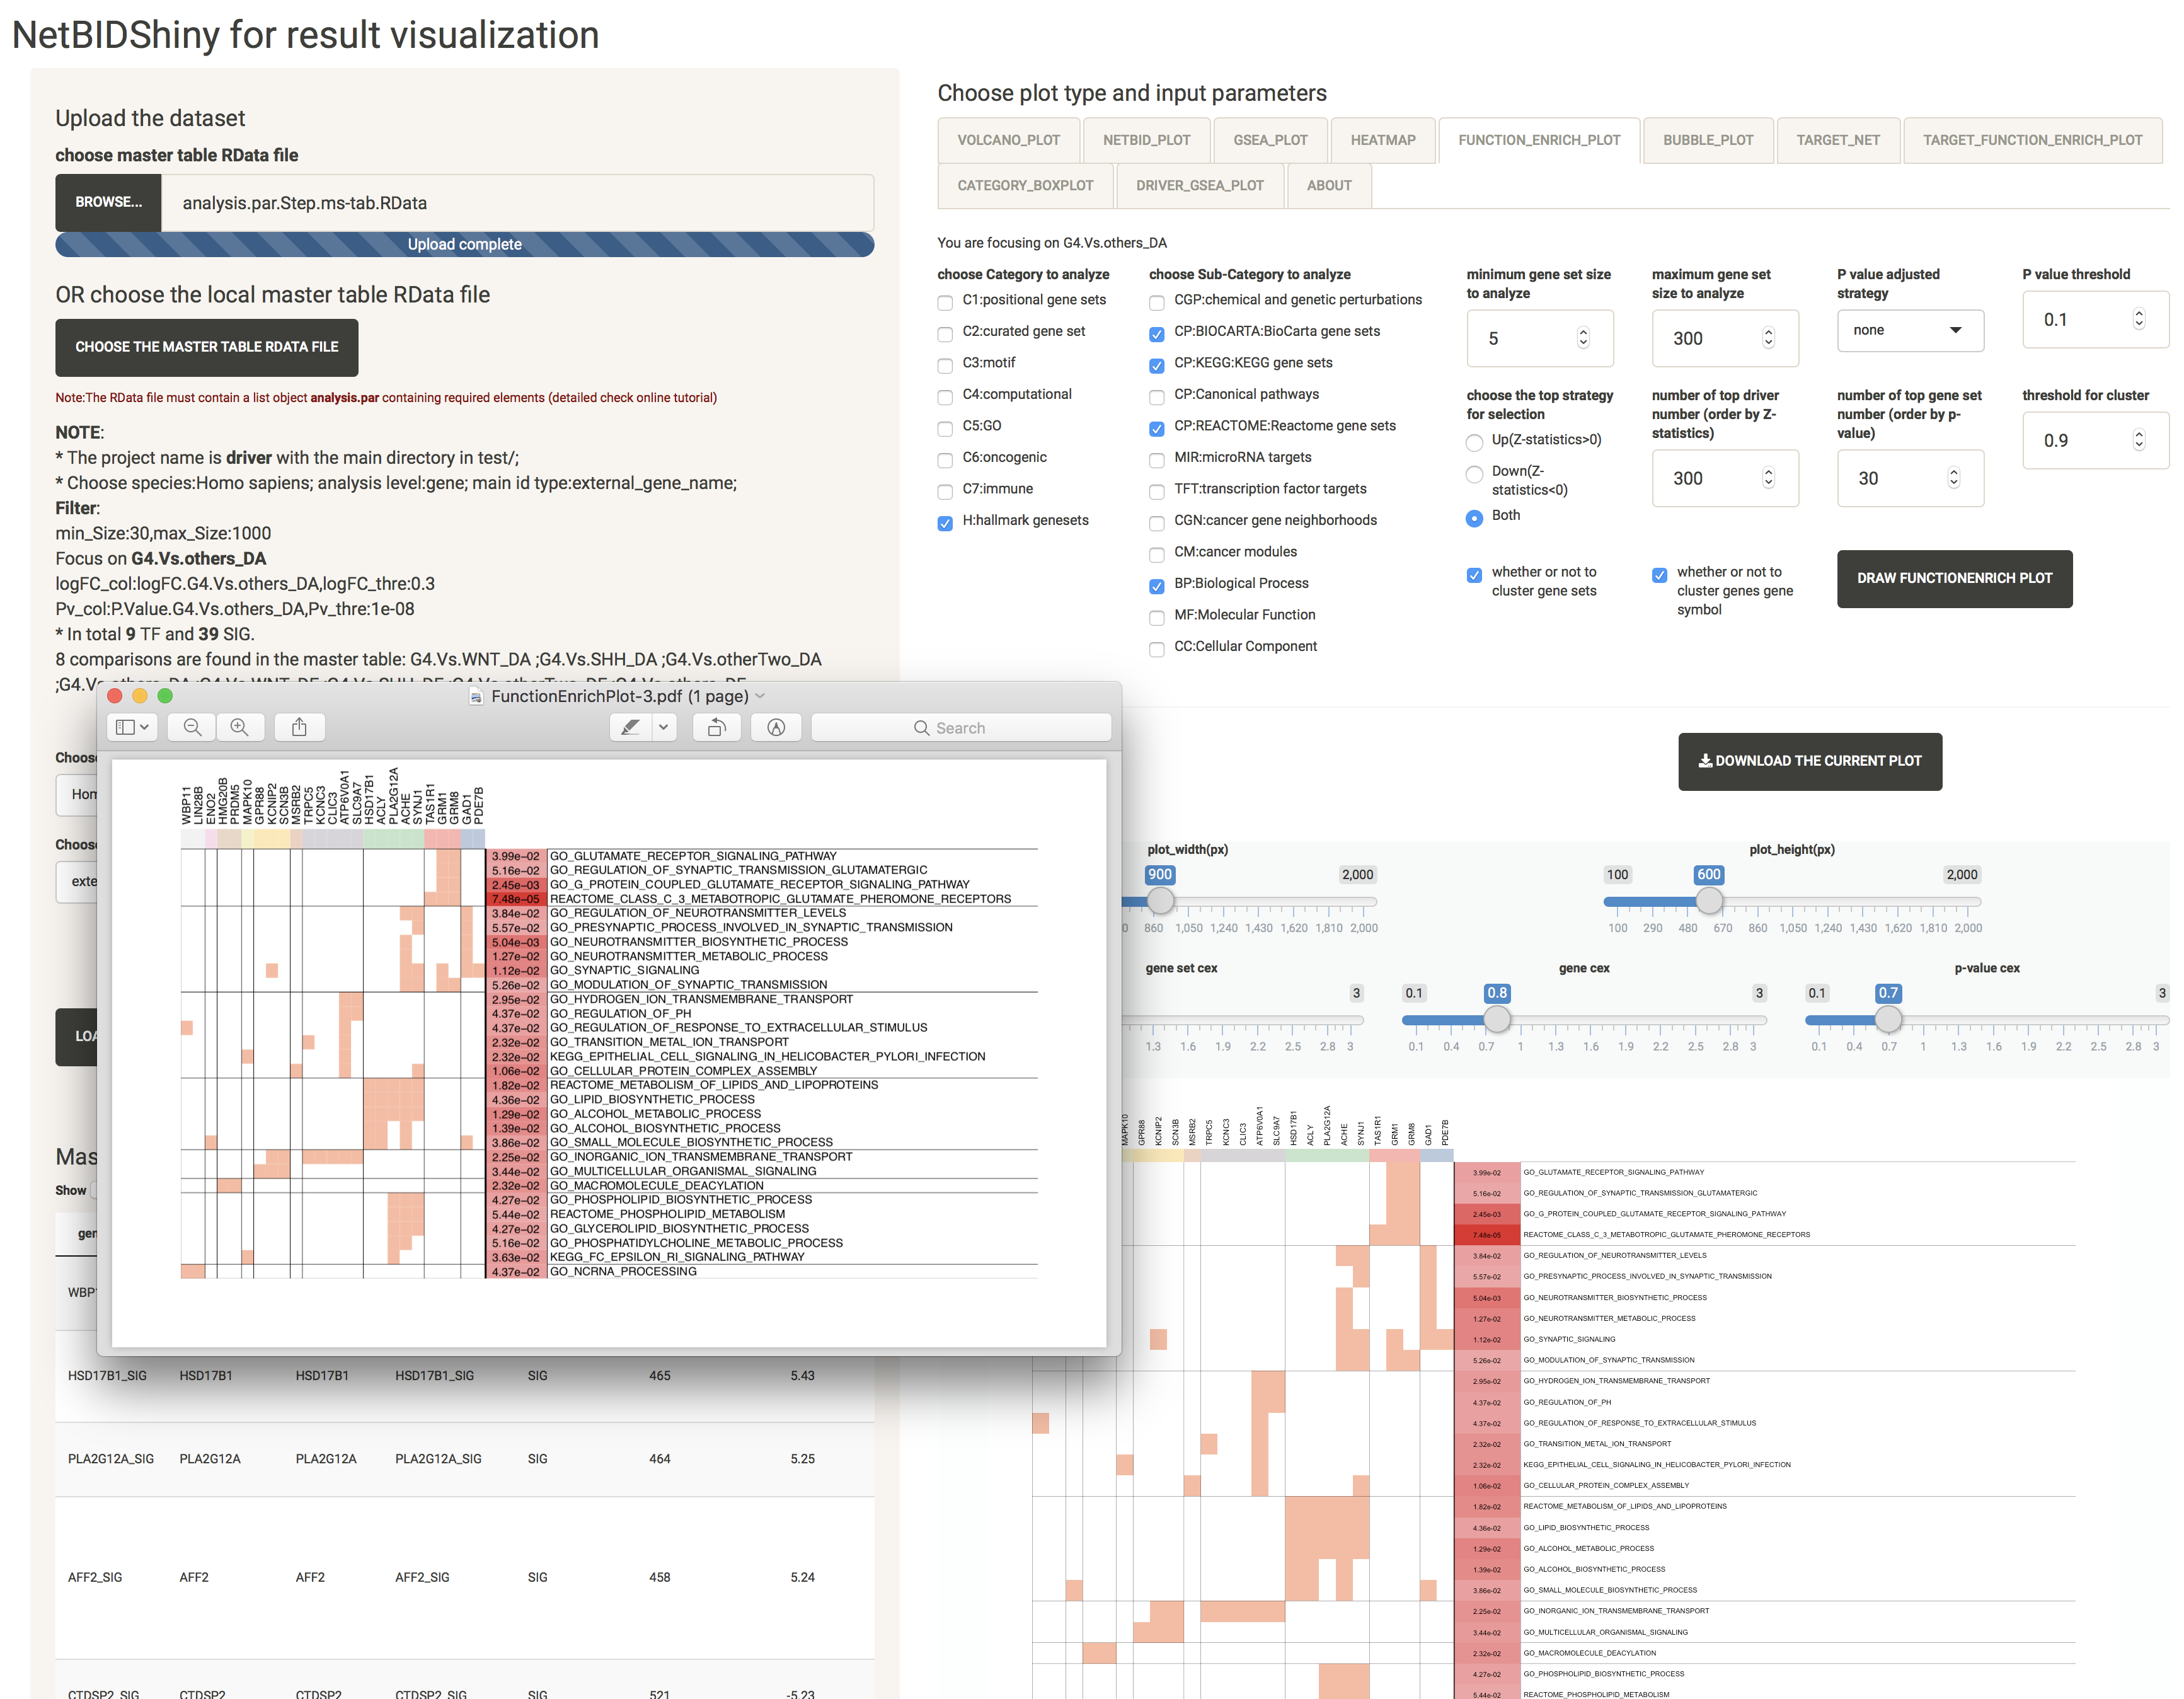 NetBIDShiny for result visualization
Upload the dataset
choose master table RData file
BROWSE...
analysis.par.Step.ms-tab.RData
Upload complete
OR choose the local master table RData file
CHOOSE THE MASTER TABLE RDATA FILE
Note:The RData file must contain a list object analysis.par containing required elements (detailed check online tutorial)
NOTE:
* The project name is driver with the main directory in test/;
* Choose species:Homo sapiens; analysis level:gene; main id type:external_gene_name;
Filter:
min_Size:30,max_Size:1000
Focus on G4.Vs.others_DA
logFC_col:logFC.G4.Vs.others_DA,logFC_thre:0.3
Pv_col:P.Value.G4.Vs.others_DA,Pv_thre:1e-08
* In total 9 TF and 39 SIG.
8 comparisons are found in the master table: G4.Vs.WNT_DA ;G4.Vs.SHH_DA ;G4.Vs.otherTwo_DA
Choose plot type and input parameters
VOLCANO_PLOT
NETBID_PLOT
GSEA_PLOT
HEATMAP
FUNCTION_ENRICH_PLOT
BUBBLE_PLOT
TARGET_NET
TARGET_FUNCTION_ENRICH_PLOT
CATEGORY_BOXPLOT
DRIVER_GSEA_PLOT
ABOUT
You are focusing on G4.Vs.others_DA
choose Category to analyze
C1:positional gene sets
C2:curated gene set
C3:motif
C4:computational
C5:GO
C6:oncogenic
C7:immune
H:hallmark genesets
choose Sub-Category to analyze
CGP:chemical and genetic perturbations
CP:BIOCARTA:BioCarta gene sets
CP:KEGG:KEGG gene sets
CP:Canonical pathways
CP:REACTOME:Reactome gene sets
MIR:microRNA targets
TFT:transcription factor targets
CGN:cancer gene neighborhoods
CM:cancer modules
BP:Biological Process
MF:Molecular Function
CC:Cellular Component
minimum gene set size
to analyze
5
maximum gene set
size to analyze
300
P value adjusted
strategy
none
P value threshold
0.1
choose the top strategy
for selection
Up(Z-statistics>0)
Down(Z-
statistics<0)
Both
number of top driver
number (order by Z-
statistics)
300
number of top gene set
number (order by p-
value)
30
threshold for cluster
0.9
whether or not to
cluster gene sets
whether or not to
cluster genes gene
symbol
DRAW FUNCTIONENRICH PLOT
FunctionEnrichPlot-3.pdf (1 page)
Search
WBP11
LIN28B
ENO2
HMG20B
PRDM5
MAPK10
GPR88
KCNIP2
SCN3B
MSRB2
TRPC5
KCNC3
CLIC3
ATP6V0A1
SLC9A7
HSD17B1
ACLY
PLA2G12A
ACHE
SYNJ1
TAS1R1
GRM1
GRM8
GAD1
PDE7B
3.99e−02 GO_GLUTAMATE_RECEPTOR_SIGNALING_PATHWAY
5.16e−02 GO_REGULATION_OF_SYNAPTIC_TRANSMISSION_GLUTAMATERGIC
2.45e−03 GO_G_PROTEIN_COUPLED_GLUTAMATE_RECEPTOR_SIGNALING_PATHWAY
7.48e−05 REACTOME_CLASS_C_3_METABOTROPIC_GLUTAMATE_PHEROMONE_RECEPTORS
3.84e−02 GO_REGULATION_OF_NEUROTRANSMITTER_LEVELS
5.57e−02 GO_PRESYNAPTIC_PROCESS_INVOLVED_IN_SYNAPTIC_TRANSMISSION
5.04e−03 GO_NEUROTRANSMITTER_BIOSYNTHETIC_PROCESS
1.27e−02 GO_NEUROTRANSMITTER_METABOLIC_PROCESS
1.12e−02 GO_SYNAPTIC_SIGNALING
5.26e−02 GO_MODULATION_OF_SYNAPTIC_TRANSMISSION
2.95e−02 GO_HYDROGEN_ION_TRANSMEMBRANE_TRANSPORT
4.37e−02 GO_REGULATION_OF_PH
4.37e−02 GO_REGULATION_OF_RESPONSE_TO_EXTRACELLULAR_STIMULUS
2.32e−02 GO_TRANSITION_METAL_ION_TRANSPORT
2.32e−02 KEGG_EPITHELIAL_CELL_SIGNALING_IN_HELICOBACTER_PYLORI_INFECTION
1.06e−02 GO_CELLULAR_PROTEIN_COMPLEX_ASSEMBLY
1.82e−02 REACTOME_METABOLISM_OF_LIPIDS_AND_LIPOPROTEINS
4.36e−02 GO_LIPID_BIOSYNTHETIC_PROCESS
1.29e−02 GO_ALCOHOL_METABOLIC_PROCESS
1.39e−02 GO_ALCOHOL_BIOSYNTHETIC_PROCESS
3.86e−02 GO_SMALL_MOLECULE_BIOSYNTHETIC_PROCESS
2.25e−02 GO_INORGANIC_ION_TRANSMEMBRANE_TRANSPORT
3.44e−02 GO_MULTICELLULAR_ORGANISMAL_SIGNALING
2.32e−02 GO_MACROMOLECULE_DEACYLATION
4.27e−02 GO_PHOSPHOLIPID_BIOSYNTHETIC_PROCESS
5.44e−02 REACTOME_PHOSPHOLIPID_METABOLISM
4.27e−02 GO_GLYCEROLIPID_BIOSYNTHETIC_PROCESS
5.16e−02 GO_PHOSPHATIDYLCHOLINE_METABOLIC_PROCESS
3.63e−02 KEGG_FC_EPSILON_RI_SIGNALING_PATHWAY
4.37e−02 GO_NCRNA_PROCESSING
Show
HSD17B1_SIG HSD17B1 HSD17B1 HSD17B1_SIG SIG 465 5.43
PLA2G12A_SIG PLA2G12A PLA2G12A PLA2G12A_SIG SIG 464 5.25
AFF2_SIG AFF2 AFF2 AFF2_SIG SIG 458 5.24
CTDSP2_SIG CTDSP2 CTDSP2 CTDSP2_SIG SIG 521 -5.23
DOWNLOAD THE CURRENT PLOT
plot_width(px)
900 2,000
860 1,050 1,240 1,430 1,620 1,810 2,000
plot_height(px)
100 600 2,000
100 290 480 670 860 1,050 1,240 1,430 1,620 1,810 2,000
gene set cex
3
1.3 1.6 1.9 2.2 2.5 2.8 3
gene cex
0.1 0.8 3
0.1 0.4 0.7 1 1.3 1.6 1.9 2.2 2.5 2.8 3
p-value cex
0.1 0.7 3
0.1 0.4 0.7 1 1.3 1.6 1.9 2.2 2.5 2.8 3
MAPK10
GPR88
KCNIP2
SCN3B
MSRB2
TRPC5
KCNC3
CLIC3
ATP6V0A1
SLC9A7
HSD17B1
ACLY
PLA2G12A
ACHE
SYNJ1
TAS1R1
GRM1
GRM8
GAD1
PDE7B
3.99e-02 GO_GLUTAMATE_RECEPTOR_SIGNALING_PATHWAY
5.16e-02 GO_REGULATION_OF_SYNAPTIC_TRANSMISSION_GLUTAMATERGIC
2.45e-03 GO_G_PROTEIN_COUPLED_GLUTAMATE_RECEPTOR_SIGNALING_PATHWAY
7.48e-05 REACTOME_CLASS_C_3_METABOTROPIC_GLUTAMATE_PHEROMONE_RECEPTORS
3.84e-02 GO_REGULATION_OF_NEUROTRANSMITTER_LEVELS
5.57e-02 GO_PRESYNAPTIC_PROCESS_INVOLVED_IN_SYNAPTIC_TRANSMISSION
5.04e-03 GO_NEUROTRANSMITTER_BIOSYNTHETIC_PROCESS
1.27e-02 GO_NEUROTRANSMITTER_METABOLIC_PROCESS
1.12e-02 GO_SYNAPTIC_SIGNALING
5.26e-02 GO_MODULATION_OF_SYNAPTIC_TRANSMISSION
2.95e-02 GO_HYDROGEN_ION_TRANSMEMBRANE_TRANSPORT
4.37e-02 GO_REGULATION_OF_PH
4.37e-02 GO_REGULATION_OF_RESPONSE_TO_EXTRACELLULAR_STIMULUS
2.32e-02 GO_TRANSITION_METAL_ION_TRANSPORT
2.32e-02 KEGG_EPITHELIAL_CELL_SIGNALING_IN_HELICOBACTER_PYLORI_INFECTION
1.06e-02 GO_CELLULAR_PROTEIN_COMPLEX_ASSEMBLY
1.82e-02 REACTOME_METABOLISM_OF_LIPIDS_AND_LIPOPROTEINS
4.36e-02 GO_LIPID_BIOSYNTHETIC_PROCESS
1.29e-02 GO_ALCOHOL_METABOLIC_PROCESS
1.39e-02 GO_ALCOHOL_BIOSYNTHETIC_PROCESS
3.86e-02 GO_SMALL_MOLECULE_BIOSYNTHETIC_PROCESS
2.25e-02 GO_INORGANIC_ION_TRANSMEMBRANE_TRANSPORT
3.44e-02 GO_MULTICELLULAR_ORGANISMAL_SIGNALING
2.32e-02 GO_MACROMOLECULE_DEACYLATION
4.27e-02 GO_PHOSPHOLIPID_BIOSYNTHETIC_PROCESS
5.44e-02 REACTOME_PHOSPHOLIPID_METABOLISM